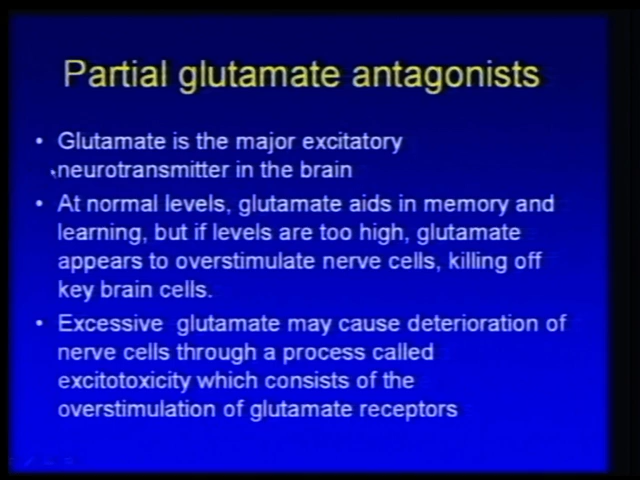 Partial glutamate antagonists
• Glutamate is the major excitatory
neurotransmitter in the brain
• At normal levels, glutamate aids in memory and
learning, but if levels are too high, glutamate
appears to overstimulate nerve cells, killing off
key brain cells.
• Excessive  glutamate may cause deterioration of
nerve cells through a process called
excitotoxicity which consists of the
overstimulation of glutamate receptors